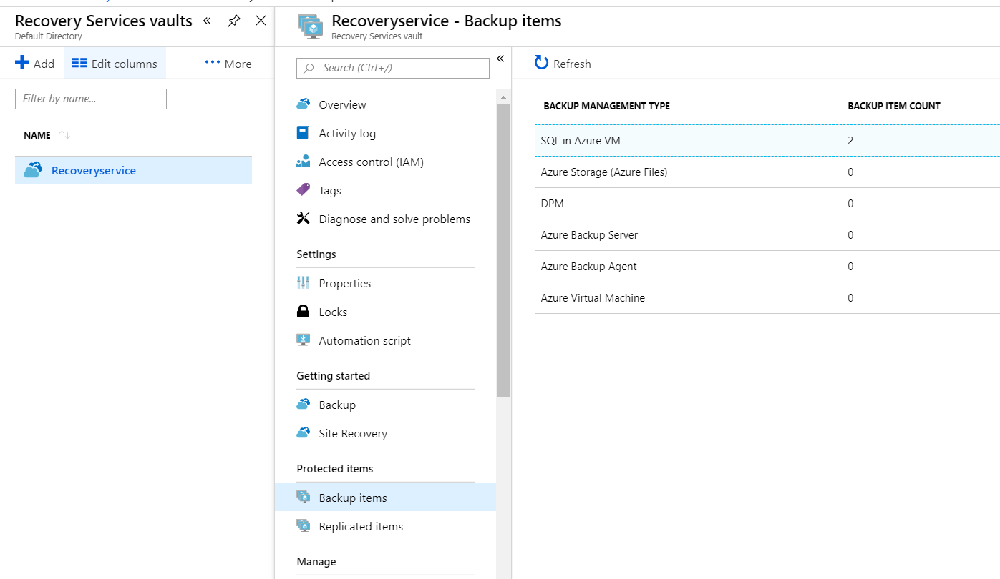 Recovery Services vaults
Default Directory
Add
Edit columns
More
Filter by name...
NAME
Recoveryservice
Recoveryservice - Backup items
Recovery Services vault
Search (Ctrl+/)
Overview
Activity log
Access control (IAM)
Tags
Diagnose and solve problems
Settings
Properties
Locks
Automation script
Getting started
Backup
Site Recovery
Protected items
Backup items
Replicated items
Manage
Refresh
BACKUP MANAGEMENT TYPE BACKUP ITEM COUNT
SQL in Azure VM 2
Azure Storage (Azure Files) 0
DPM 0
Azure Backup Server 0
Azure Backup Agent 0
Azure Virtual Machine 0